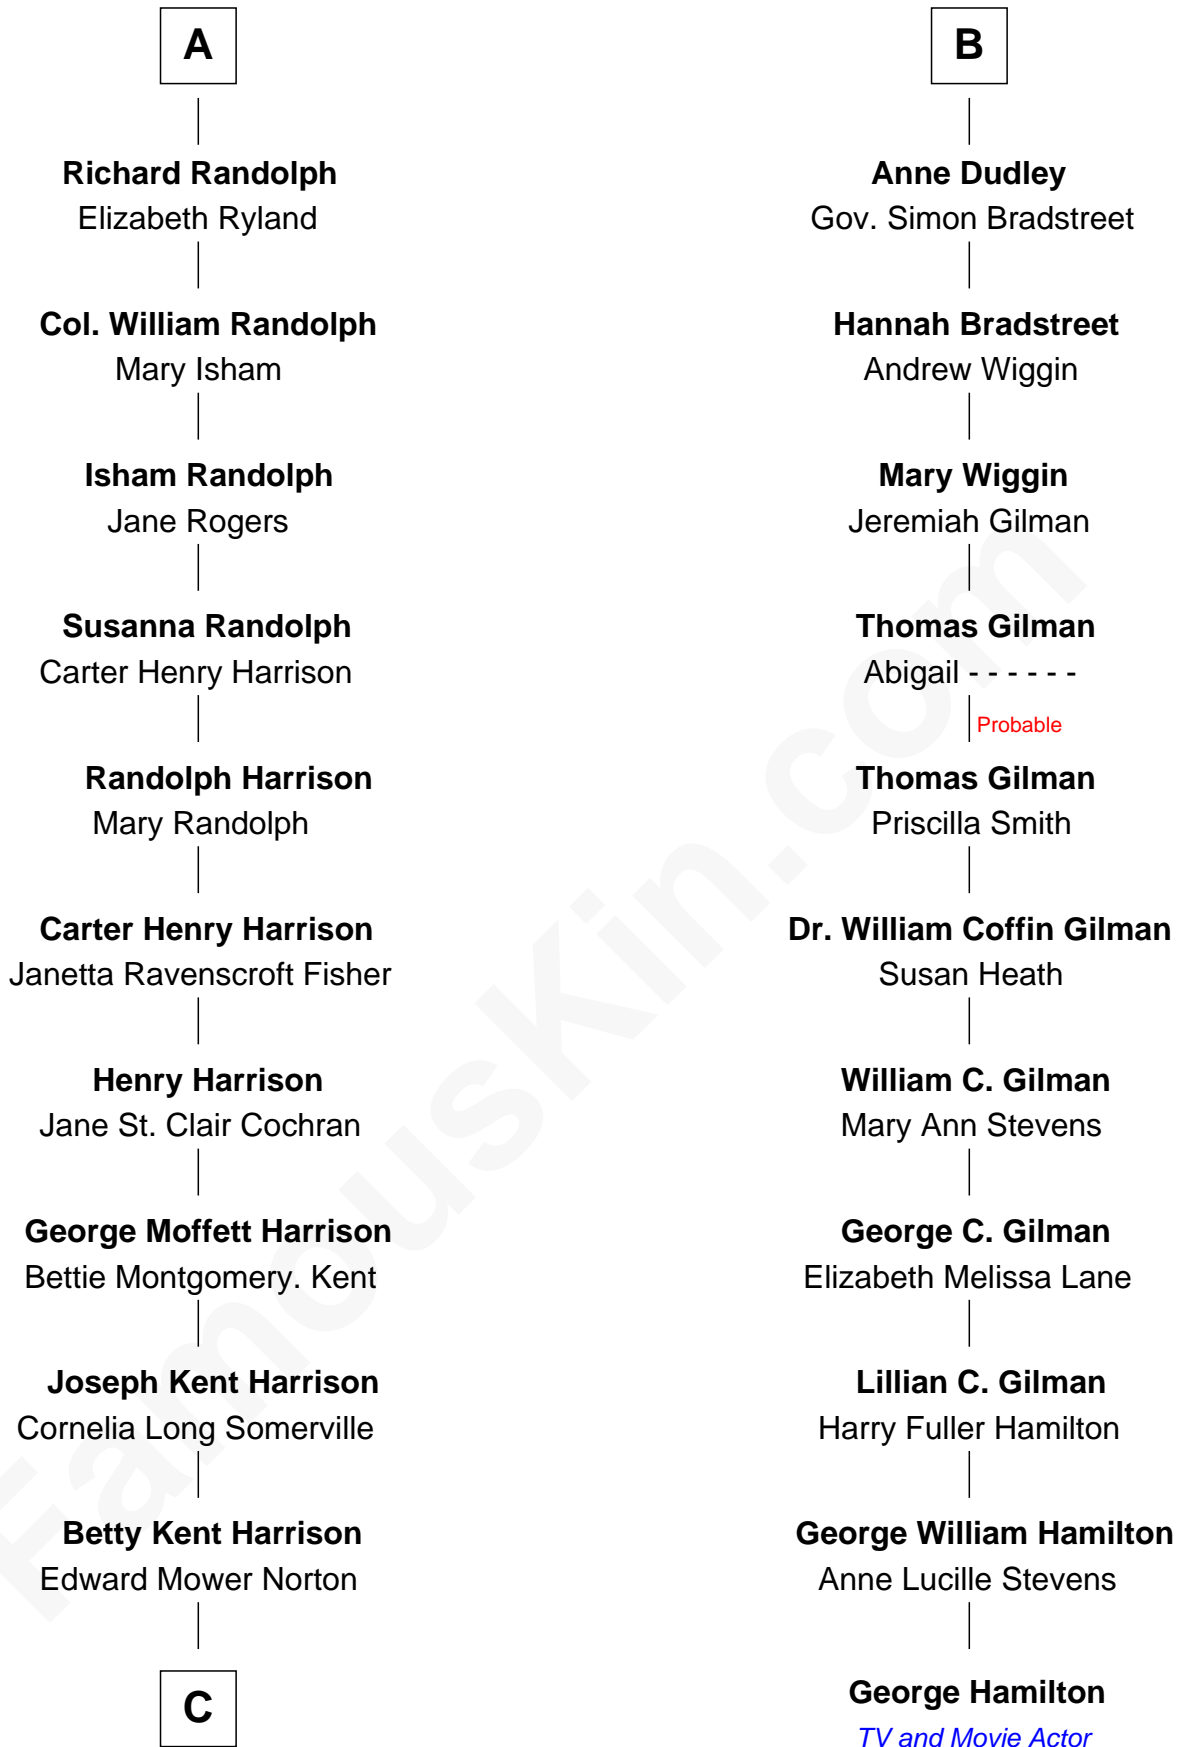 A
Richard Randolph
Elizabeth Ryland
Col. William Randolph
Mary Isham
Isham Randolph
Jane Rogers
Susanna Randolph
Carter Henry Harrison
Randolph Harrison
Mary Randolph
Carter Henry Harrison
Janetta Ravenscroft Fisher
Henry Harrison
Jane St. Clair Cochran
George Moffett Harrison
Bettie Montgomery. Kent
Joseph Kent Harrison
Cornelia Long Somerville
Betty Kent Harrison
Edward Mower Norton
C
B
Anne Dudley
Gov. Simon Bradstreet
Hannah Bradstreet
Andrew Wiggin
Mary Wiggin
Jeremiah Gilman
Thomas Gilman
Abigail - - - - - -
Probable
Thomas Gilman
Priscilla Smith
Dr. William Coffin Gilman
Susan Heath
William C. Gilman
Mary Ann Stevens
George C. Gilman
Elizabeth Melissa Lane
Lillian C. Gilman
Harry Fuller Hamilton
George William Hamilton
Anne Lucille Stevens
George Hamilton
TV and Movie Actor
FamousKin.com